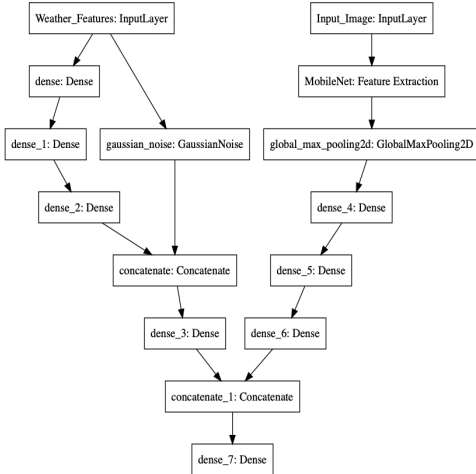 Weather_Features: InputLayer
Input_Image: InputLayer
dense: Dense
MobileNet: Feature Extraction
dense_1: Dense
gaussian_noise: GaussianNoise
global_max_pooling2d: GlobalMaxPooling2D
dense_2: Dense
dense_4: Dense
concatenate: Concatenate
dense_5: Dense
dense_3: Dense
dense_6: Dense
concatenate_1: Concatenate
dense_7: Dense